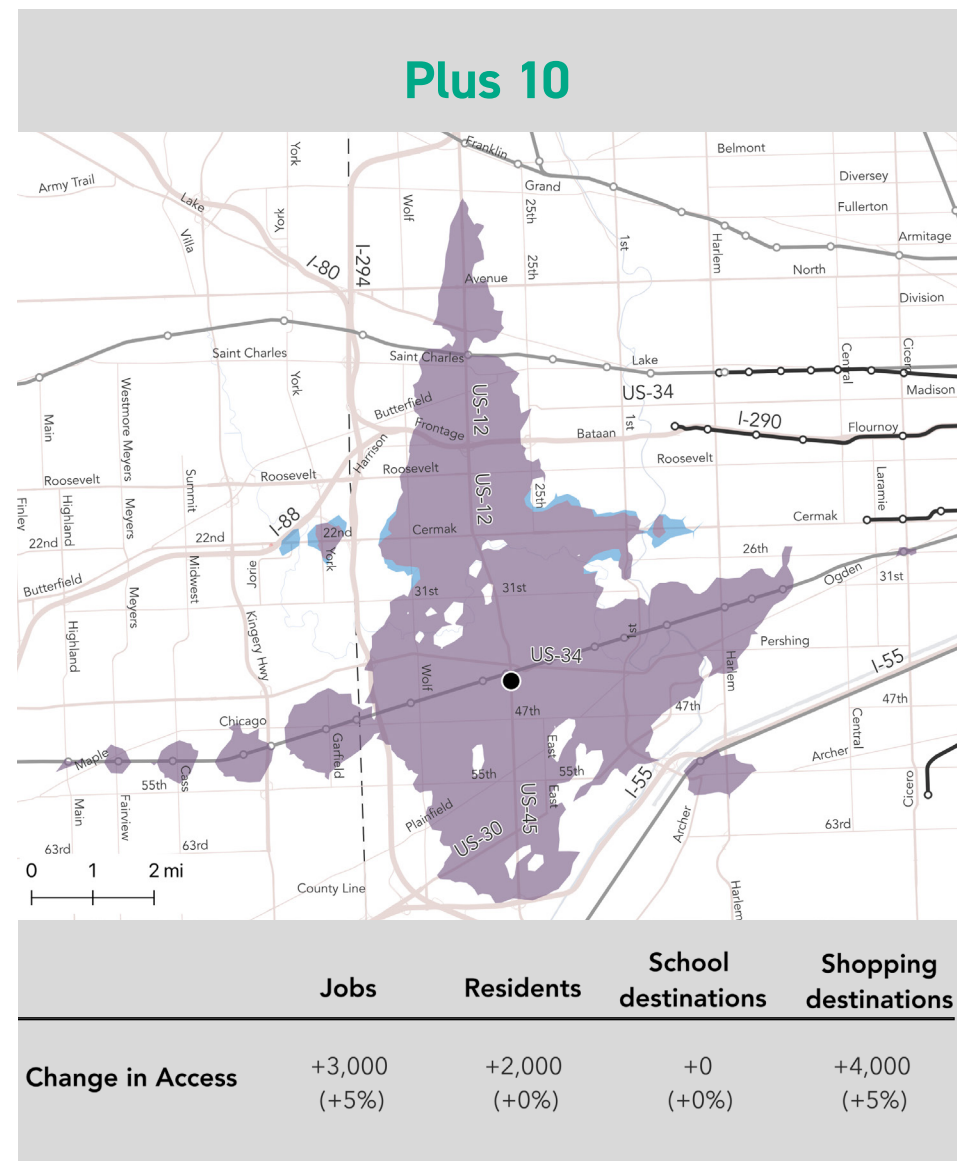 Plus 10
Franklin
Belmont
York
Army Trail
Grand
Diversey
Lake
Wolf
25th
Fullerton
York
Villa
1st
Harlem
Armitage
I-294
I-80
25th
North
Avenue
Division
Saint Charles
Saint Charles
Lake
Central
Cicero
US-34
Madison
York
Westmore Meyers
US-12
Butterfield
Main
Frontage
1st
I-290
Flournoy
Bataan
Harrison
Roosevelt
Roosevelt
Roosevelt
Roosevelt
Summit
US-12
25th
Laramie
Finley
Highland
Meyers
I-88
22nd
22nd
22nd
Cermak
Cermak
York
26th
Butterfield
Midwest
Jorie
31st
31st
Ogden
31st
Meyers
Highland
Kingery Hwy
1st
Pershing
US-34
Harlem
I-55
Wolf
47th
47th
47th
Chicago
Garfield
East
Central
Maple
Cass
55th
55th
55th
Archer
I-55
East
US-45
Cicero
Main
Fairview
Plainfield
Archer
63rd
US-30
63rd
63rd
0 1 2 mi
County Line
Harlem
Jobs
Residents
School
destinations
Shopping
destinations
Change in Access
+3,000
(+5%)
+2,000
(+0%)
+0
(+0%)
+4,000
(+5%)